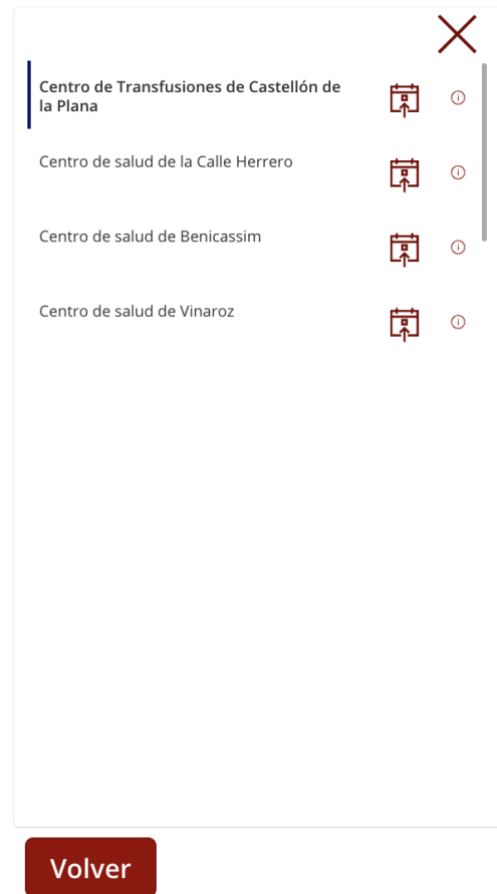 Centro de Transfusiones de Castellón de
la Plana
Centro de salud de la Calle Herrero
Centro de salud de Benicassim
Centro de salud de Vinaroz
Volver